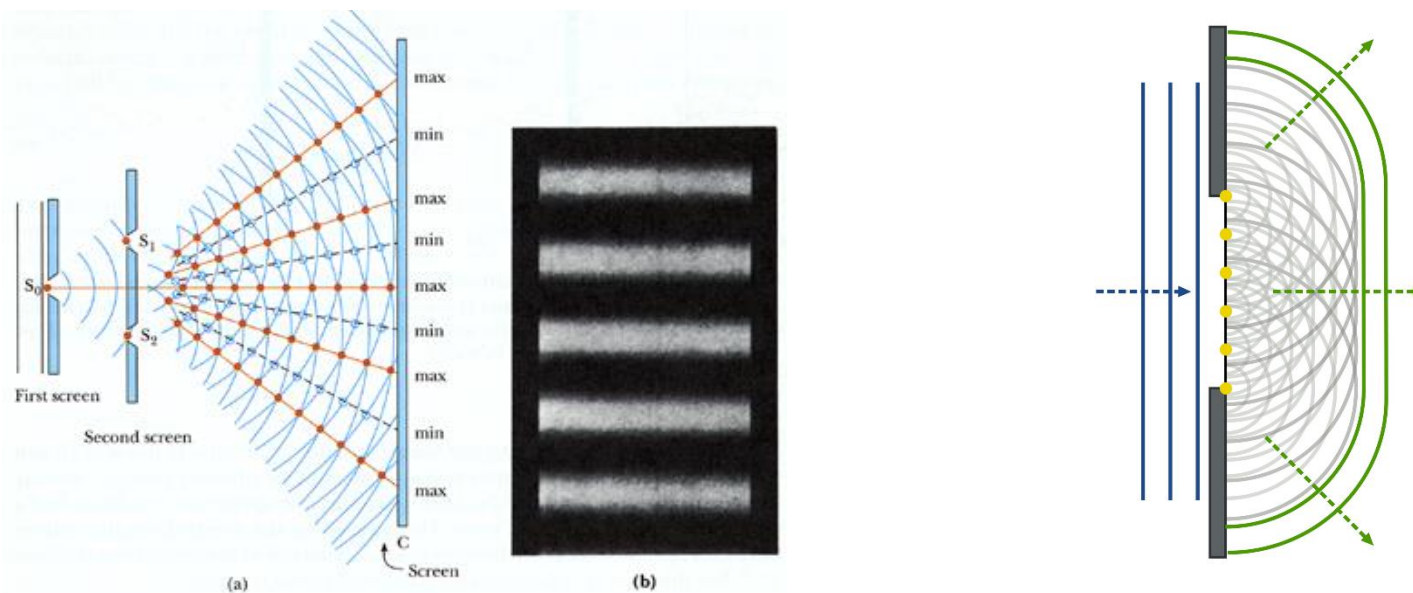 max
min
max
S₁
min
S₀
max
min
S₂
max
First screen
min
Second screen
max
C
Screen
(a)
(b)